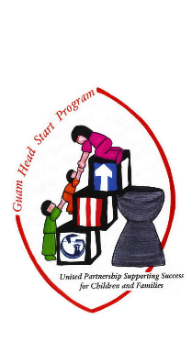 Guam Head Start Program
United Partnership Supporting Success
for Children and Families